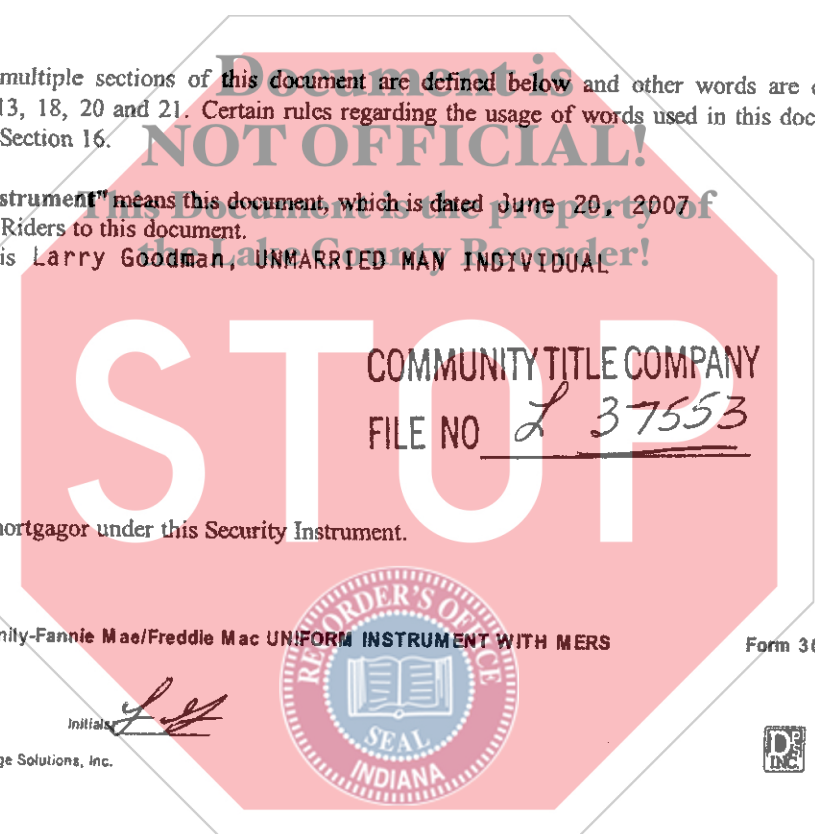 Document is
multiple sections of this document are defined below and other words are
13, 18, 20 and 21. Certain rules regarding the usage of words used in this
NOT OFFICIAL!
Section 16.
strument" means this document, which is dated June 20, 2007
This Document is the property of
Riders to this document.
the Lake County Recorder!
is Larry Goodman, UNMARRIED MAN INDIVIDUAL
STOP
COMMUNITY TITLE COMPANY
FILE NO L 37553
nortgagor under this Security Instrument.
RECORDER'S OFFICE
SEAL
INDIANA
nily-Fannie Mae/Freddie Mac UNIFORM INSTRUMENT WITH MERS
Form 36
Initials
ge Solutions, Inc.
DPS
INC.